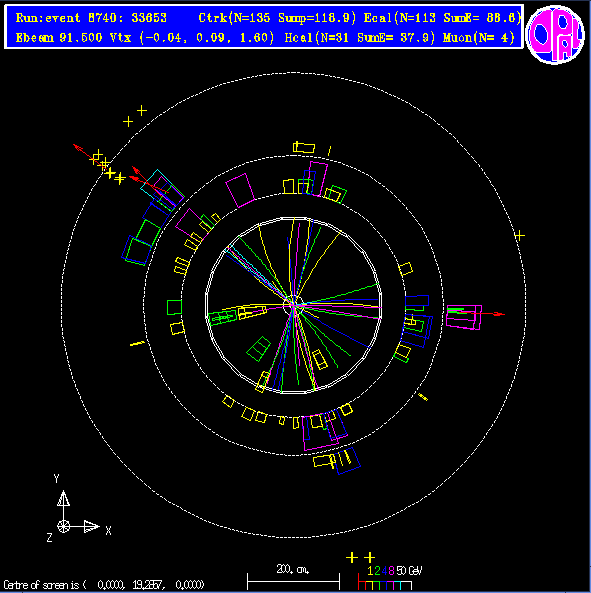 Run:event 8740: 33653 Ctrk(N=135 Sump=118.9) Ecal(N=113 SumE= 88.6)
Ebeam 91.500 Vtx (-0.04, 0.09, 1.60) Hcal(N=31 SumE= 37.9) Muon(N= 4)
OPAL
Y
X
Z
200. cm.
1 2 4 8 50 GeV
Centre of screen is ( 0.0000, 19.2857, 0.0000)